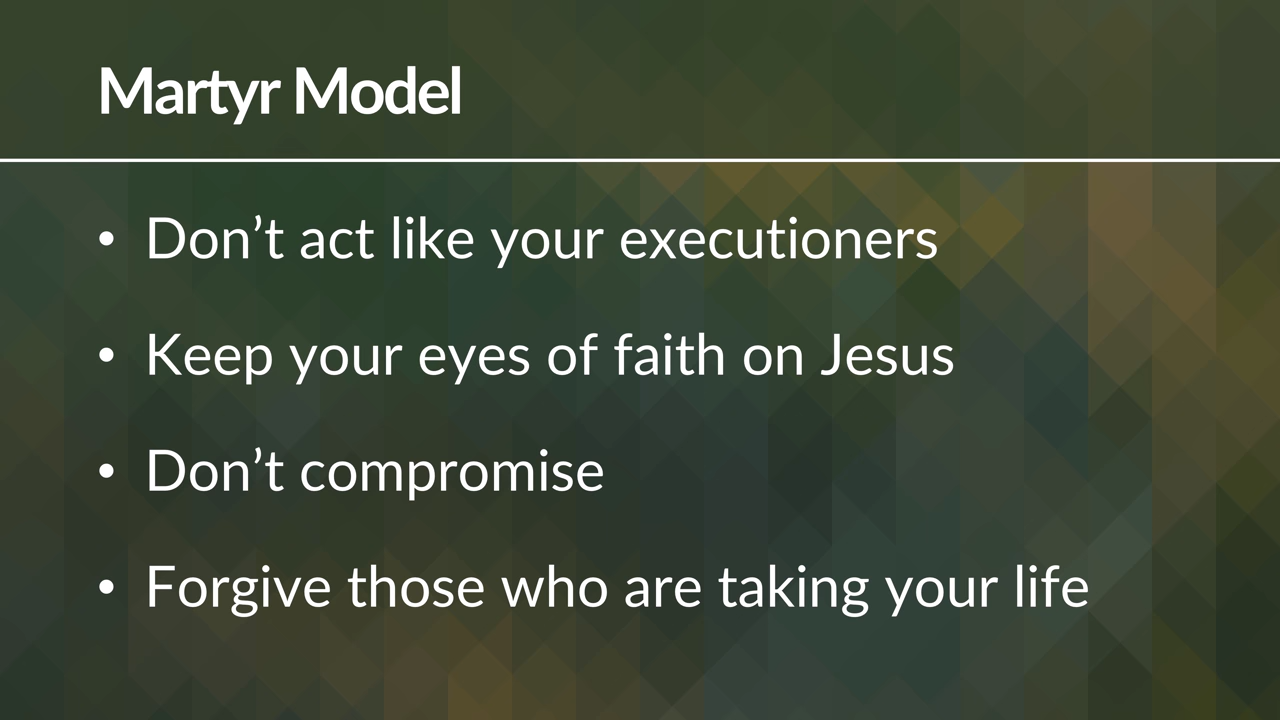 Martyr Model
• Don’t act like your executioners
• Keep your eyes of faith on Jesus
• Don’t compromise
• Forgive those who are taking your life